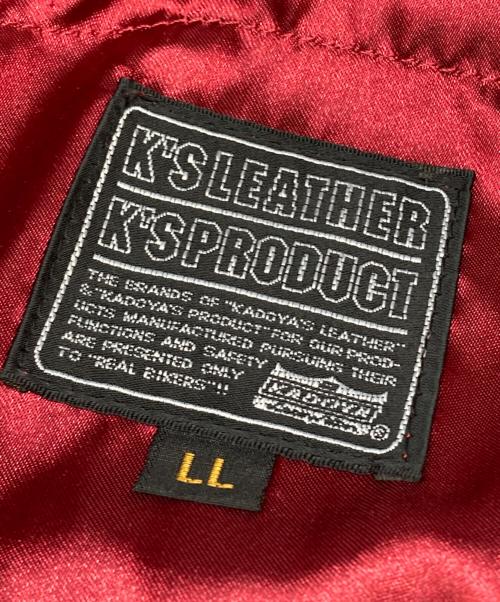 K'S LEATHER
K'S PRODUCT
THE BRANDS OF "KADOYA'S LEATHER"
& "KADOYA'S PRODUCT" FOR OUR PROD-
UCTS MANUFACTURED PURSUING THEIR
FUNCTIONS AND SAFETY
ARE PRESENTED ONLY
TO "REAL BIKERS"!!
KADOYA
®
LL